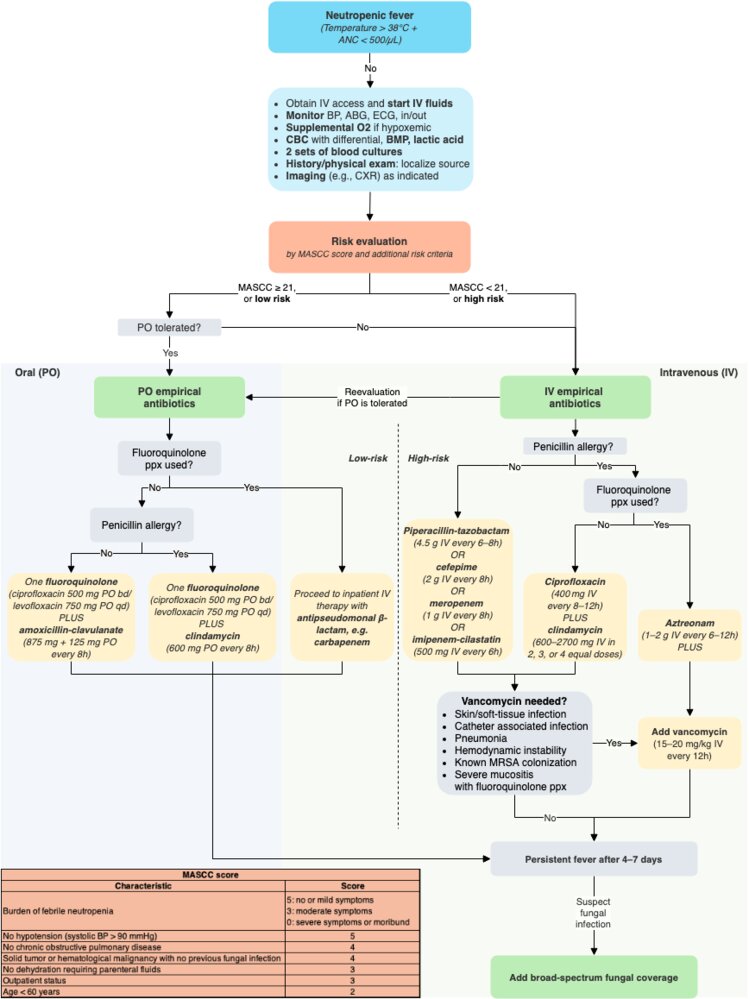 Neutropenic fever
(Temperature > 38°C +
ANC < 500/µL)
No
• Obtain IV access and start IV fluids
• Monitor BP, ABG, ECG, in/out
• Supplemental O2 if hypoxemic
• CBC with differential, BMP, lactic acid
• 2 sets of blood cultures
• History/physical exam: localize source
• Imaging (e.g., CXR) as indicated
Risk evaluation
by MASCC score and additional risk criteria
MASCC ≥ 21,
or low risk
MASCC < 21,
or high risk
PO tolerated?
No
Yes
Oral (PO)
Intravenous (IV)
PO empirical
antibiotics
Reevaluation
if PO is tolerated
IV empirical
antibiotics
Fluoroquinolone
ppx used?
Low-risk
High-risk
Penicillin allergy?
No
Yes
No
Yes
Fluoroquinolone
ppx used?
Penicillin allergy?
No
Yes
No
Yes
One fluoroquinolone
(ciprofloxacin 500 mg PO bd/
levofloxacin 750 mg PO qd)
PLUS
amoxicillin-clavulanate
(875 mg + 125 mg PO
every 8h)
One fluoroquinolone
(ciprofloxacin 500 mg PO bd/
levofloxacin 750 mg PO qd)
PLUS
clindamycin
(600 mg PO every 8h)
Proceed to inpatient IV
therapy with
antipseudomonal β-
lactam, e.g.
carbapenem
Piperacillin-tazobactam
(4.5 g IV every 6–8h)
OR
cefepime
(2 g IV every 8h)
OR
meropenem
(1 g IV every 8h)
OR
imipenem-cilastatin
(500 mg IV every 6h)
Ciprofloxacin
(400 mg IV
every 8–12h)
PLUS
clindamycin
(600–2700 mg IV in
2, 3, or 4 equal doses)
Aztreonam
(1–2 g IV every 6–12h)
PLUS
Vancomycin needed?
• Skin/soft-tissue infection
• Catheter associated infection
• Pneumonia
• Hemodynamic instability
• Known MRSA colonization
• Severe mucositis
with fluoroquinolone ppx
Yes
Add vancomycin
(15–20 mg/kg IV
every 12h)
No
Persistent fever after 4–7 days
Suspect
fungal
infection
Add broad-spectrum fungal coverage
MASCC score
Characteristic Score
Burden of febrile neutropenia
5: no or mild symptoms
3: moderate symptoms
0: severe symptoms or moribund
No hypotension (systolic BP > 90 mmHg) 5
No chronic obstructive pulmonary disease 4
Solid tumor or hematological malignancy with no previous fungal infection 4
No dehydration requiring parenteral fluids 3
Outpatient status 3
Age < 60 years 2